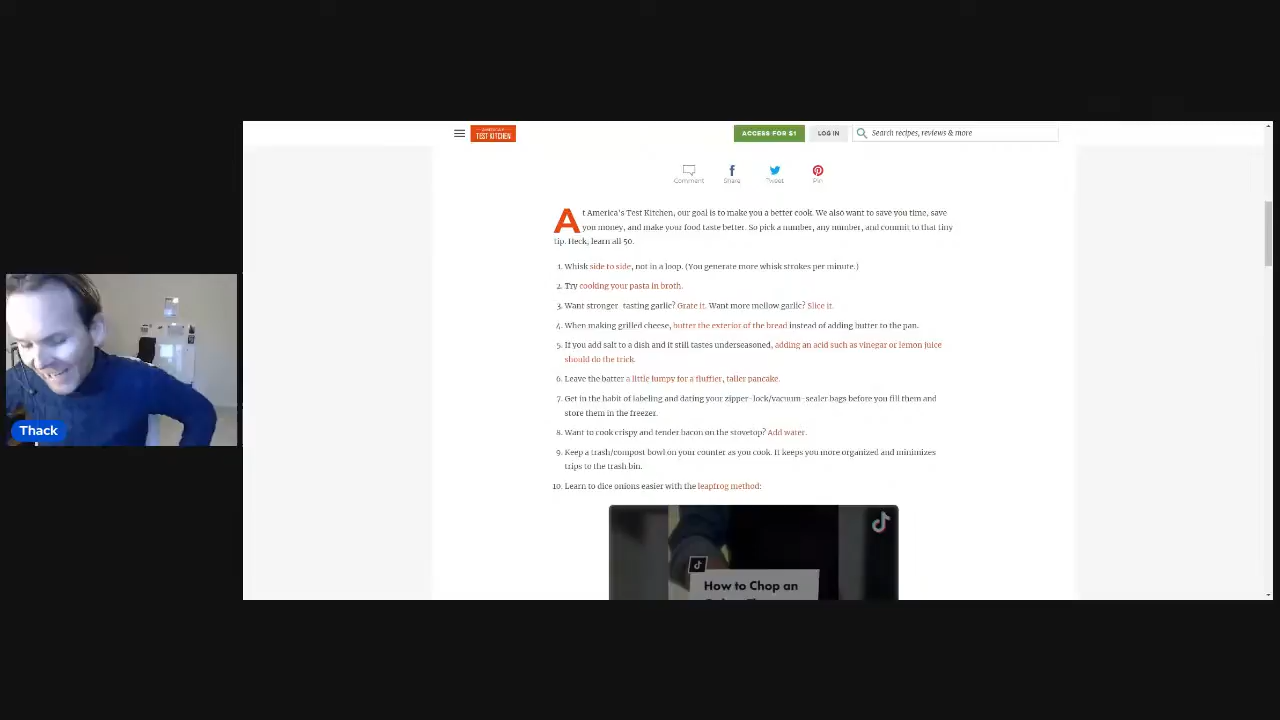 AMERICA'S
TEST KITCHEN
ACCESS FOR $1
LOG IN
Search recipes, reviews & more
Comment
Share
Tweet
Pin
At America's Test Kitchen, our goal is to make you a better cook. We also want to save you time, save
you money, and make your food taste better. So pick a number, any number, and commit to that tiny
tip. Heck, learn all 50.
1. Whisk side to side, not in a loop. (You generate more whisk strokes per minute.)
2. Try cooking your pasta in broth.
3. Want stronger-tasting garlic? Grate it. Want more mellow garlic? Slice it.
4. When making grilled cheese, butter the exterior of the bread instead of adding butter to the pan.
5. If you add salt to a dish and it still tastes underseasoned, adding an acid such as vinegar or lemon juice
should do the trick.
6. Leave the batter a little lumpy for a fluffier, taller pancake.
7. Get in the habit of labeling and dating your zipper-lock/vacuum-sealer bags before you fill them and
store them in the freezer.
Thack
8. Want to cook crispy and tender bacon on the stovetop? Add water.
9. Keep a trash/compost bowl on your counter as you cook. It keeps you more organized and minimizes
trips to the trash bin.
10. Learn to dice onions easier with the leapfrog method:
How to Chop an